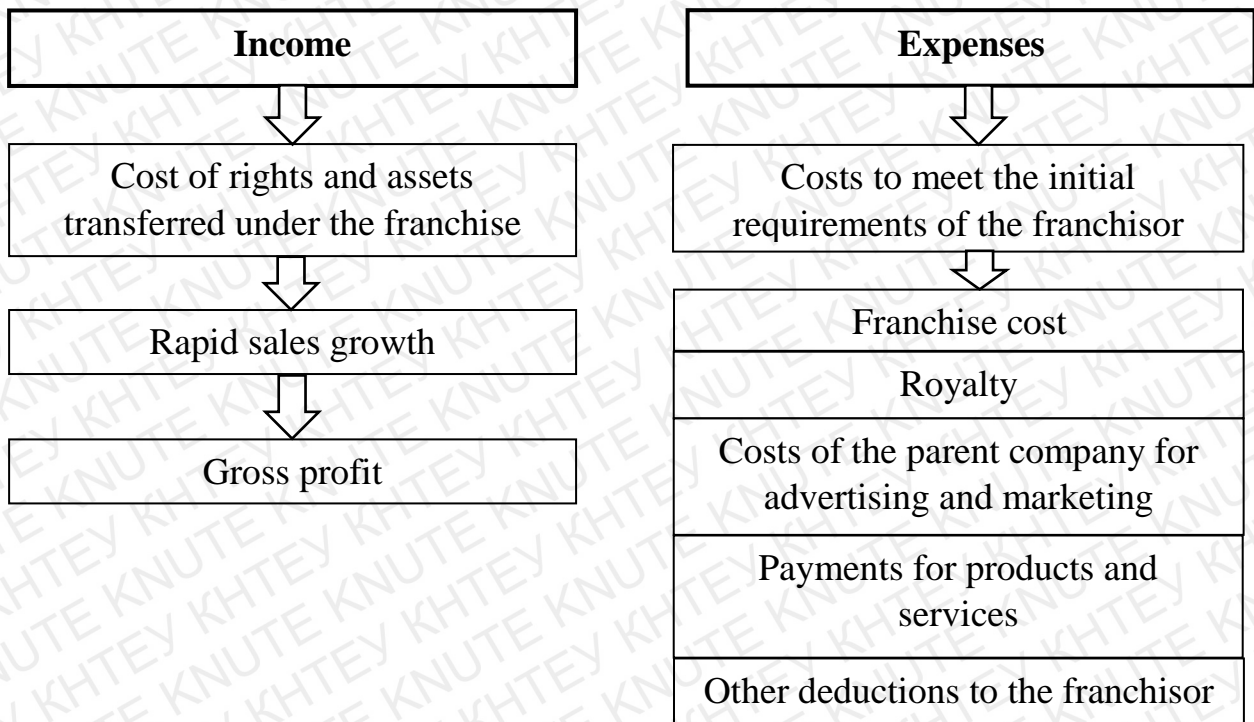 Income
Cost of rights and assets
transferred under the franchise
Rapid sales growth
Gross profit
Expenses
Costs to meet the initial
requirements of the franchisor
Franchise cost
Royalty
Costs of the parent company for
advertising and marketing
Payments for products and
services
Other deductions to the franchisor